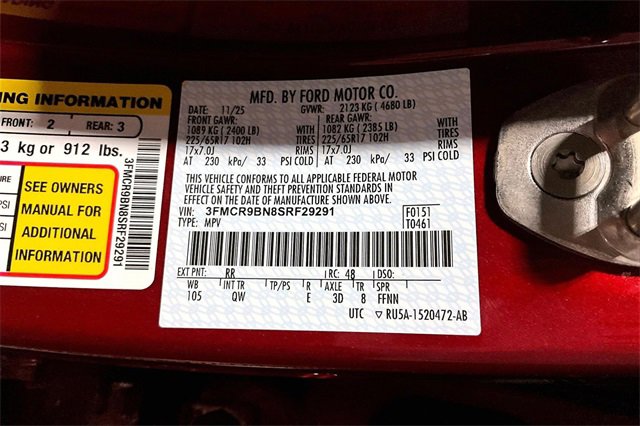 NG INFORMATION
FRONT: 2 REAR: 3
3 kg or 912 lbs.
SEE OWNERS
MANUAL FOR
ADDITIONAL
INFORMATION
PSI
SI
3FMCR9BN8SRF29291
MFD. BY FORD MOTOR CO.
DATE: 11/25 GVWR: 2123 KG ( 4680 LB)
FRONT GAWR: REAR GAWR:
1089 KG ( 2400 LB) WITH 1082 KG ( 2385 LB) WITH
225/65R17 102H TIRES 225/65R17 102H TIRES
17x7.0J RIMS 17x7.0J RIMS
AT 230 kPa/ 33 PSI COLD AT 230 kPa/ 33 PSI COLD
THIS VEHICLE CONFORMS TO ALL APPLICABLE FEDERAL MOTOR
VEHICLE SAFETY AND THEFT PREVENTION STANDARDS IN
EFFECT ON THE DATE OF MANUFACTURE SHOWN ABOVE.
VIN: 3FMCR9BN8SRF29291 F0151
TYPE: MPV T0461
EXT PNT: RR RC: 48 DSO:
WB INT TR TP/PS R AXLE TR SPR
105 QW E 3D 8 FFNN
UTC ▽ RU5A-1520472-AB